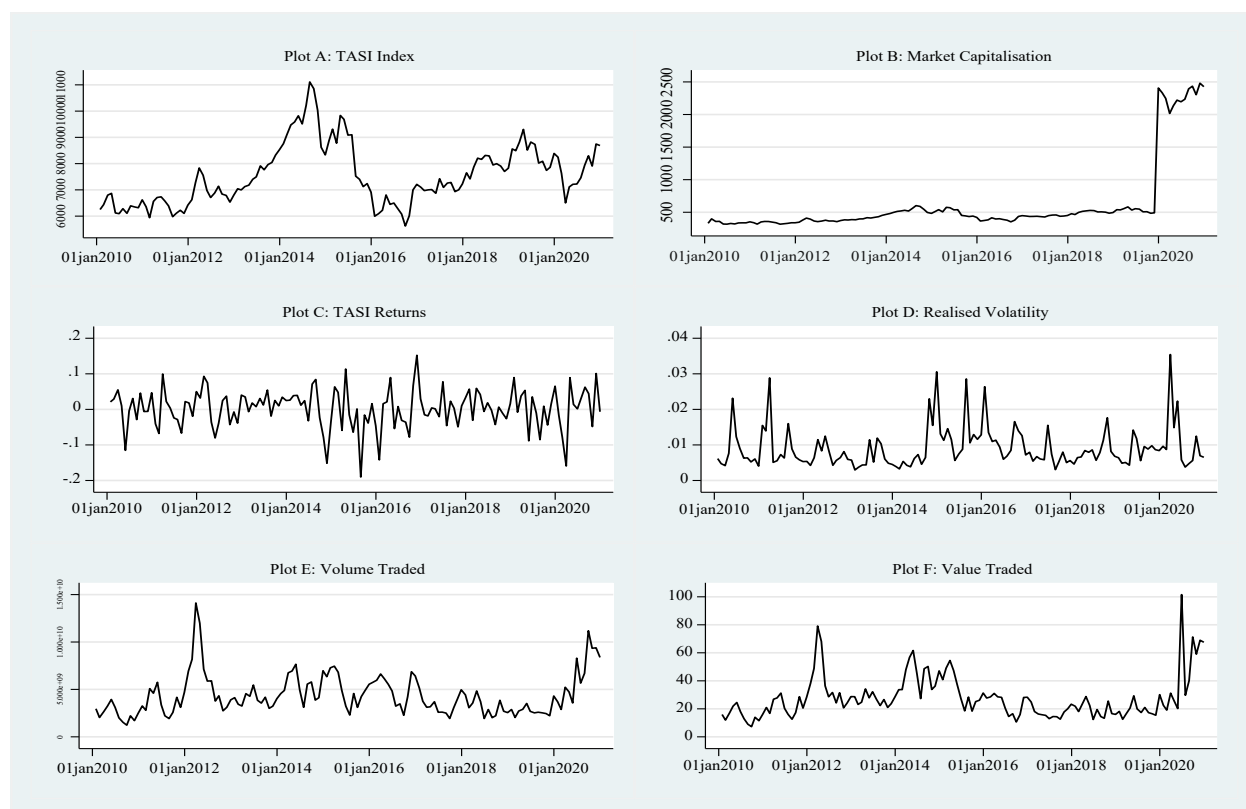 Plot A: TASI Index
6000 7000 8000 9000 10000 11000
01jan2010 01jan2012 01jan2014 01jan2016 01jan2018 01jan2020
Plot B: Market Capitalisation
500 1000 1500 2000 2500
01jan2010 01jan2012 01jan2014 01jan2016 01jan2018 01jan2020
Plot C: TASI Returns
.2
.1
0
-.1
-.2
01jan2010 01jan2012 01jan2014 01jan2016 01jan2018 01jan2020
Plot D: Realised Volatility
.04
.03
.02
.01
0
01jan2010 01jan2012 01jan2014 01jan2016 01jan2018 01jan2020
Plot E: Volume Traded
0 5.000e+09 1.000e+10 1.500e+10
01jan2010 01jan2012 01jan2014 01jan2016 01jan2018 01jan2020
Plot F: Value Traded
100
80
60
40
20
0
01jan2010 01jan2012 01jan2014 01jan2016 01jan2018 01jan2020